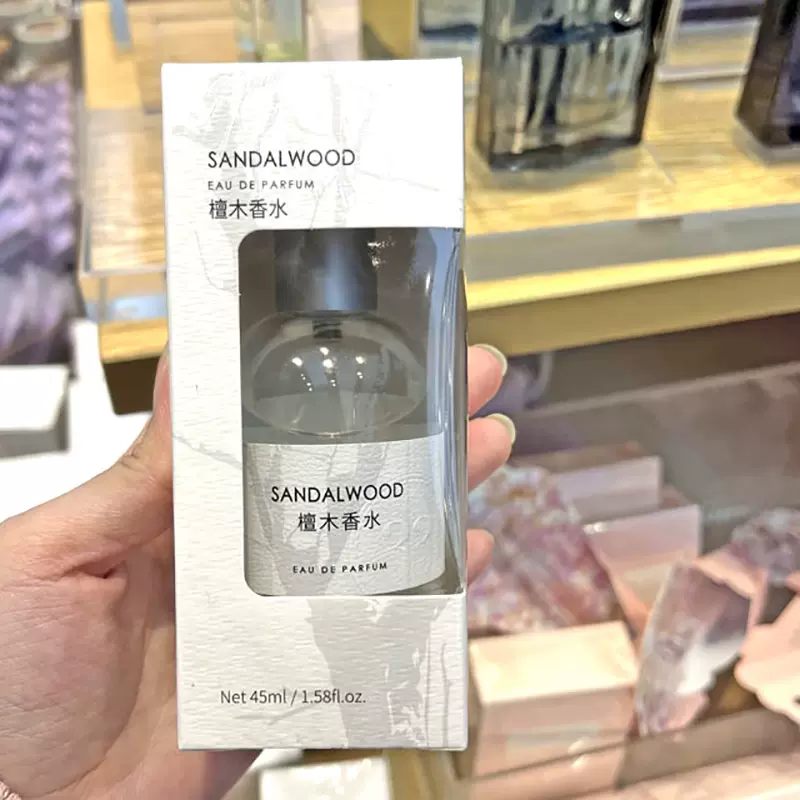 SANDALWOOD
EAU DE PARFUM
檀木香水
SANDALWOOD
檀木香水
EAU DE PARFUM
Net 45ml / 1.58fl.oz.